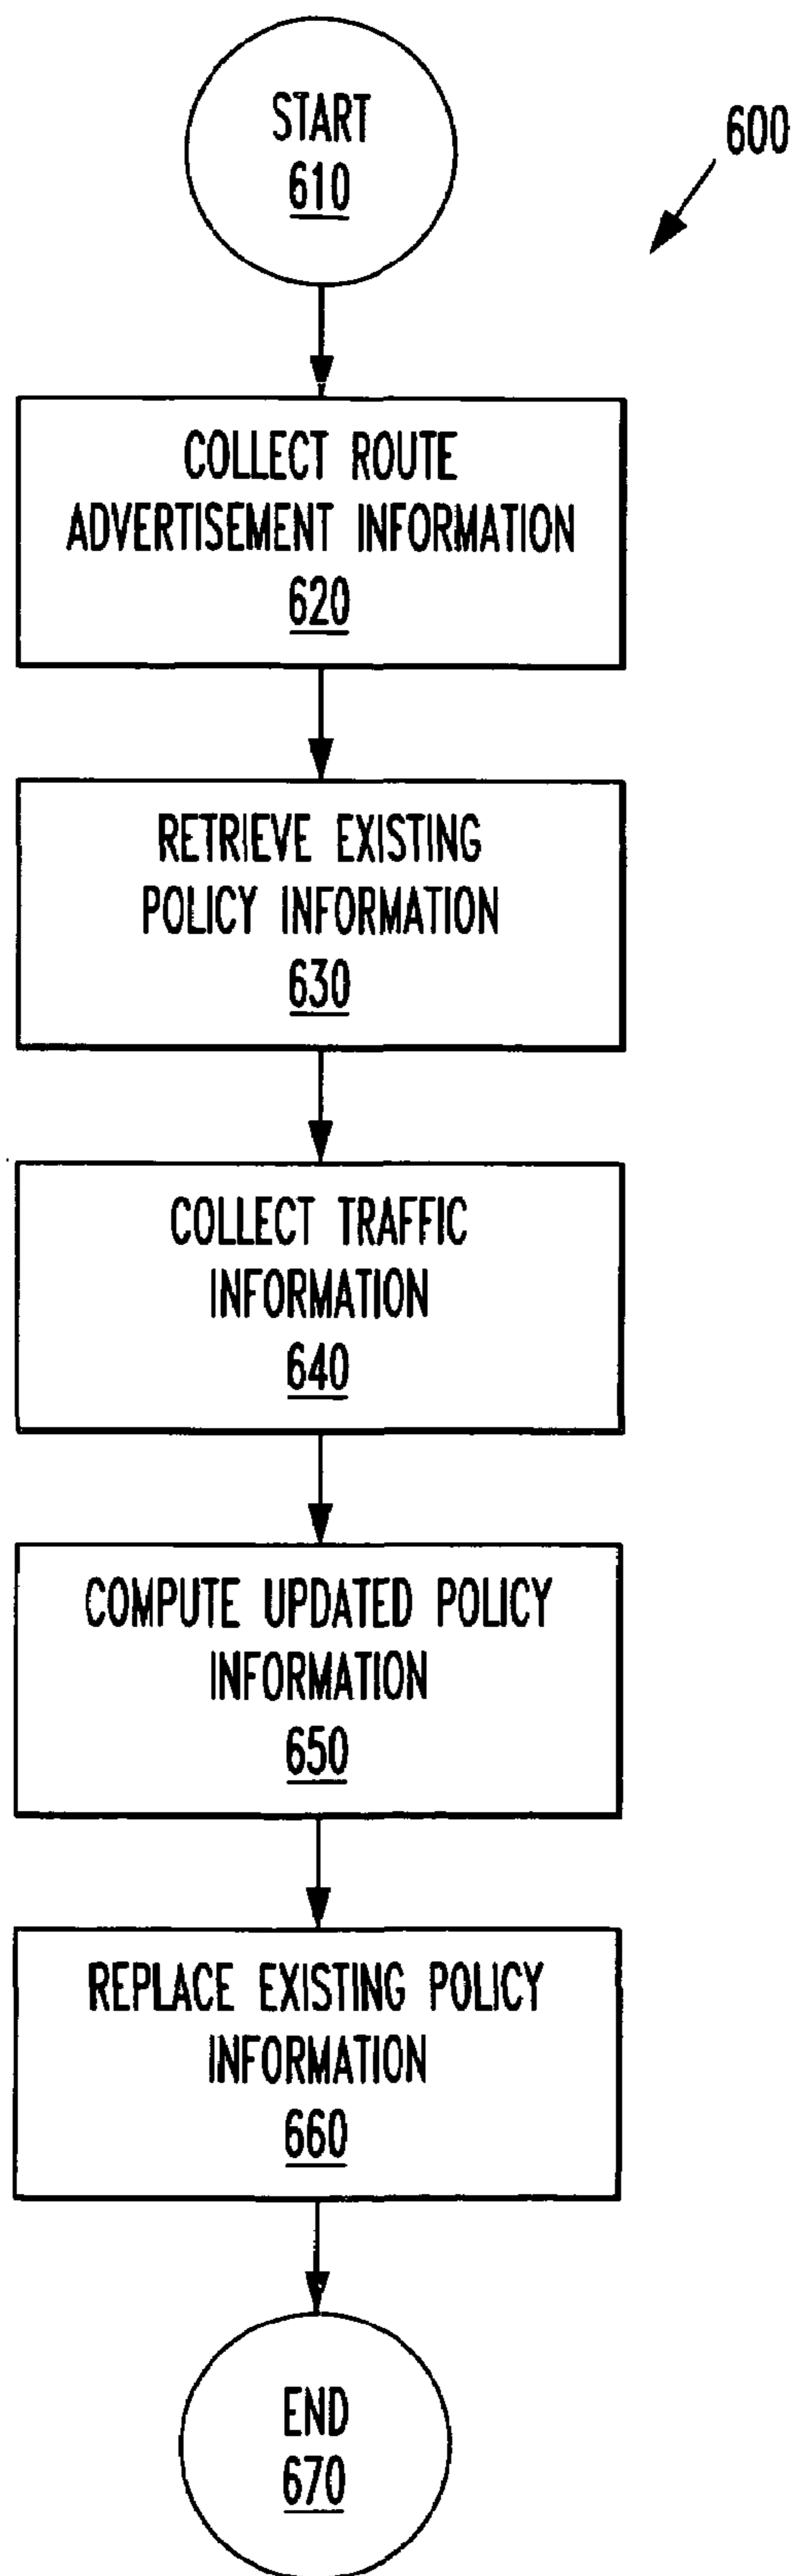 START
610
600
COLLECT ROUTE
ADVERTISEMENT INFORMATION
620
RETRIEVE EXISTING
POLICY INFORMATION
630
COLLECT TRAFFIC
INFORMATION
640
COMPUTE UPDATED POLICY
INFORMATION
650
REPLACE EXISTING POLICY
INFORMATION
660
END
670